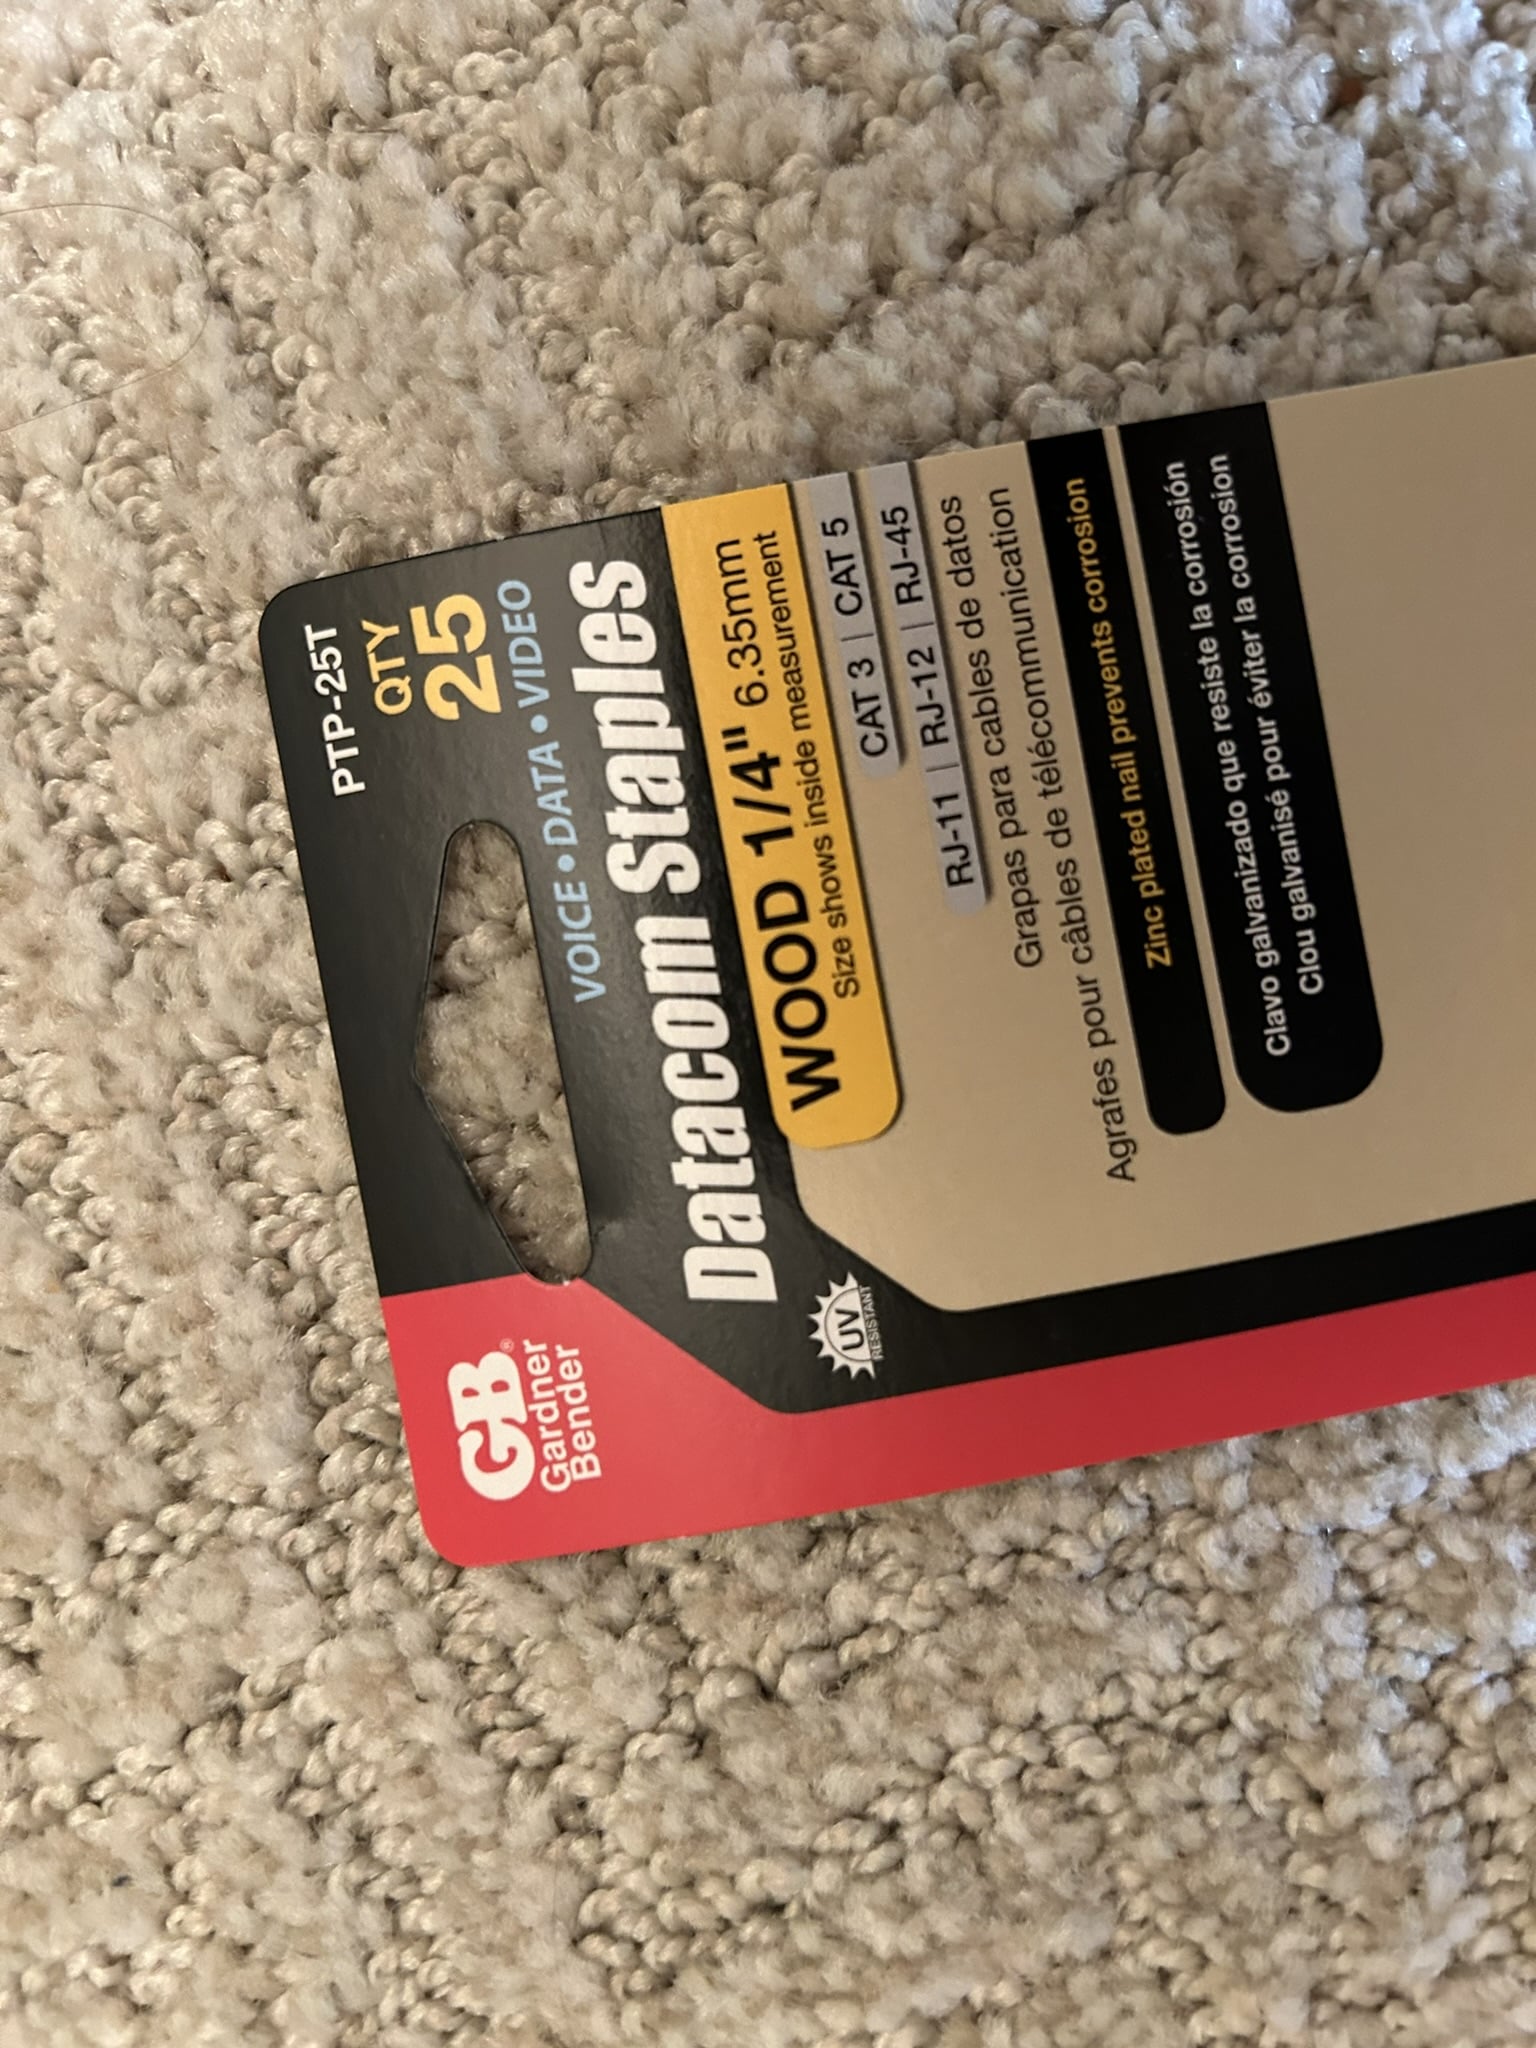 PTP-25T
QTY
25
GB®
Gardner
Bender
VOICE • DATA • VIDEO
Datacom Staples
WOOD 1/4" 6.35mm
Size shows inside measurement
UV
RESISTANT
CAT 3 | CAT 5
RJ-11 | RJ-12 | RJ-45
Grapas para cables de datos
Agrafes pour câbles de télécommunication
Zinc plated nail prevents corrosion
Clavo galvanizado que resiste la corrosión
Clou galvanisé pour éviter la corrosion